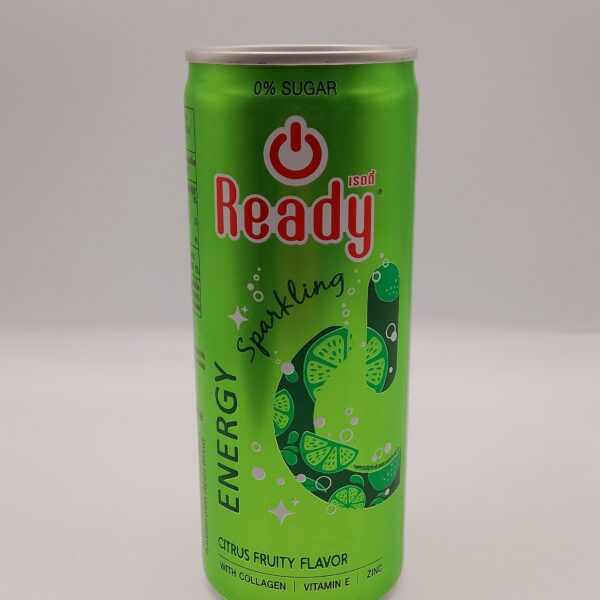 0% SUGAR
เรดดี้
Ready®
Sparkling
ENERGY
CITRUS FRUITY FLAVOR
WITH COLLAGEN | VITAMIN E | ZINC